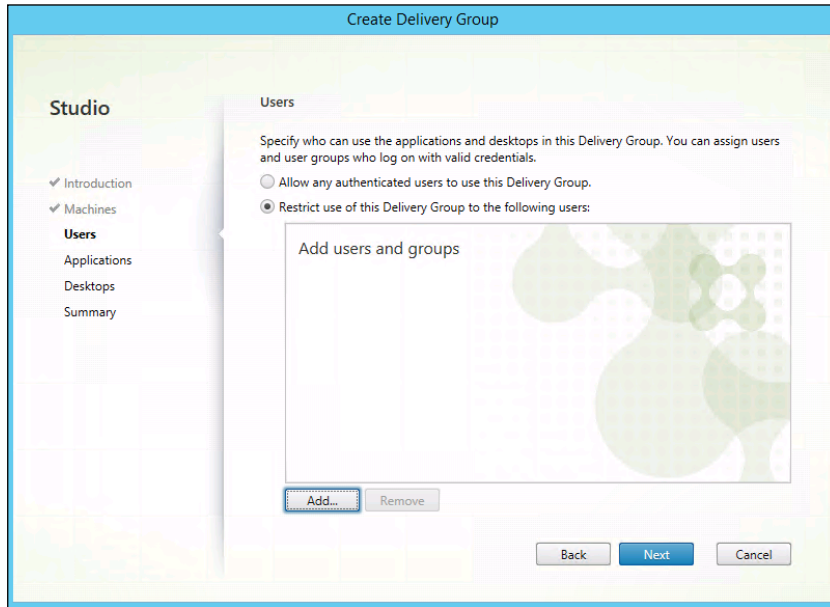 Create Delivery Group
Studio
✔ Introduction
✔ Machines
Users
Applications
Desktops
Summary
Users
Specify who can use the applications and desktops in this Delivery Group. You can assign users
and user groups who log on with valid credentials.
Allow any authenticated users to use this Delivery Group.
Restrict use of this Delivery Group to the following users:
Add users and groups
Add...
Remove
Back
Next
Cancel